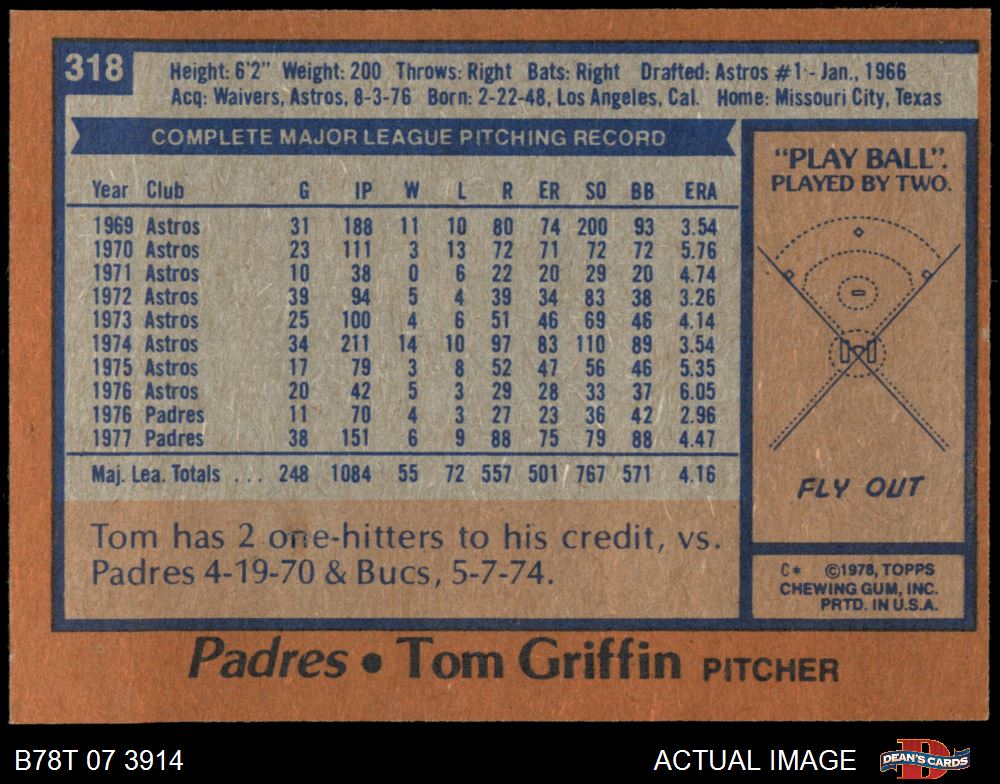 318
Height: 6'2" Weight: 200 Throws: Right Bats: Right Drafted: Astros #1 - Jan., 1966
Acq: Waivers, Astros, 8-3-76 Born: 2-22-48, Los Angeles, Cal. Home: Missouri City, Texas
COMPLETE MAJOR LEAGUE PITCHING RECORD
Year Club G IP W L R ER SO BB ERA
1969 Astros 31 188 11 10 80 74 200 93 3.54
1970 Astros 23 111 3 13 72 71 72 72 5.76
1971 Astros 10 38 0 6 22 20 29 20 4.74
1972 Astros 39 94 5 4 39 34 83 38 3.26
1973 Astros 25 100 4 6 51 46 69 46 4.14
1974 Astros 34 211 14 10 97 83 110 89 3.54
1975 Astros 17 79 3 8 52 47 56 46 5.35
1976 Astros 20 42 5 3 29 28 33 37 6.05
1976 Padres 11 70 4 3 27 23 36 42 2.96
1977 Padres 38 151 6 9 88 75 79 88 4.47
Maj. Lea. Totals ... 248 1084 55 72 557 501 767 571 4.16
Tom has 2 one-hitters to his credit, vs.
Padres 4-19-70 & Bucs, 5-7-74.
"PLAY BALL".
PLAYED BY TWO.
FLY OUT
C* ©1978, TOPPS
CHEWING GUM, INC.
PRTD. IN U.S.A.
Padres • Tom Griffin PITCHER
B78T 07 3914
ACTUAL IMAGE
DEAN'S CARDS